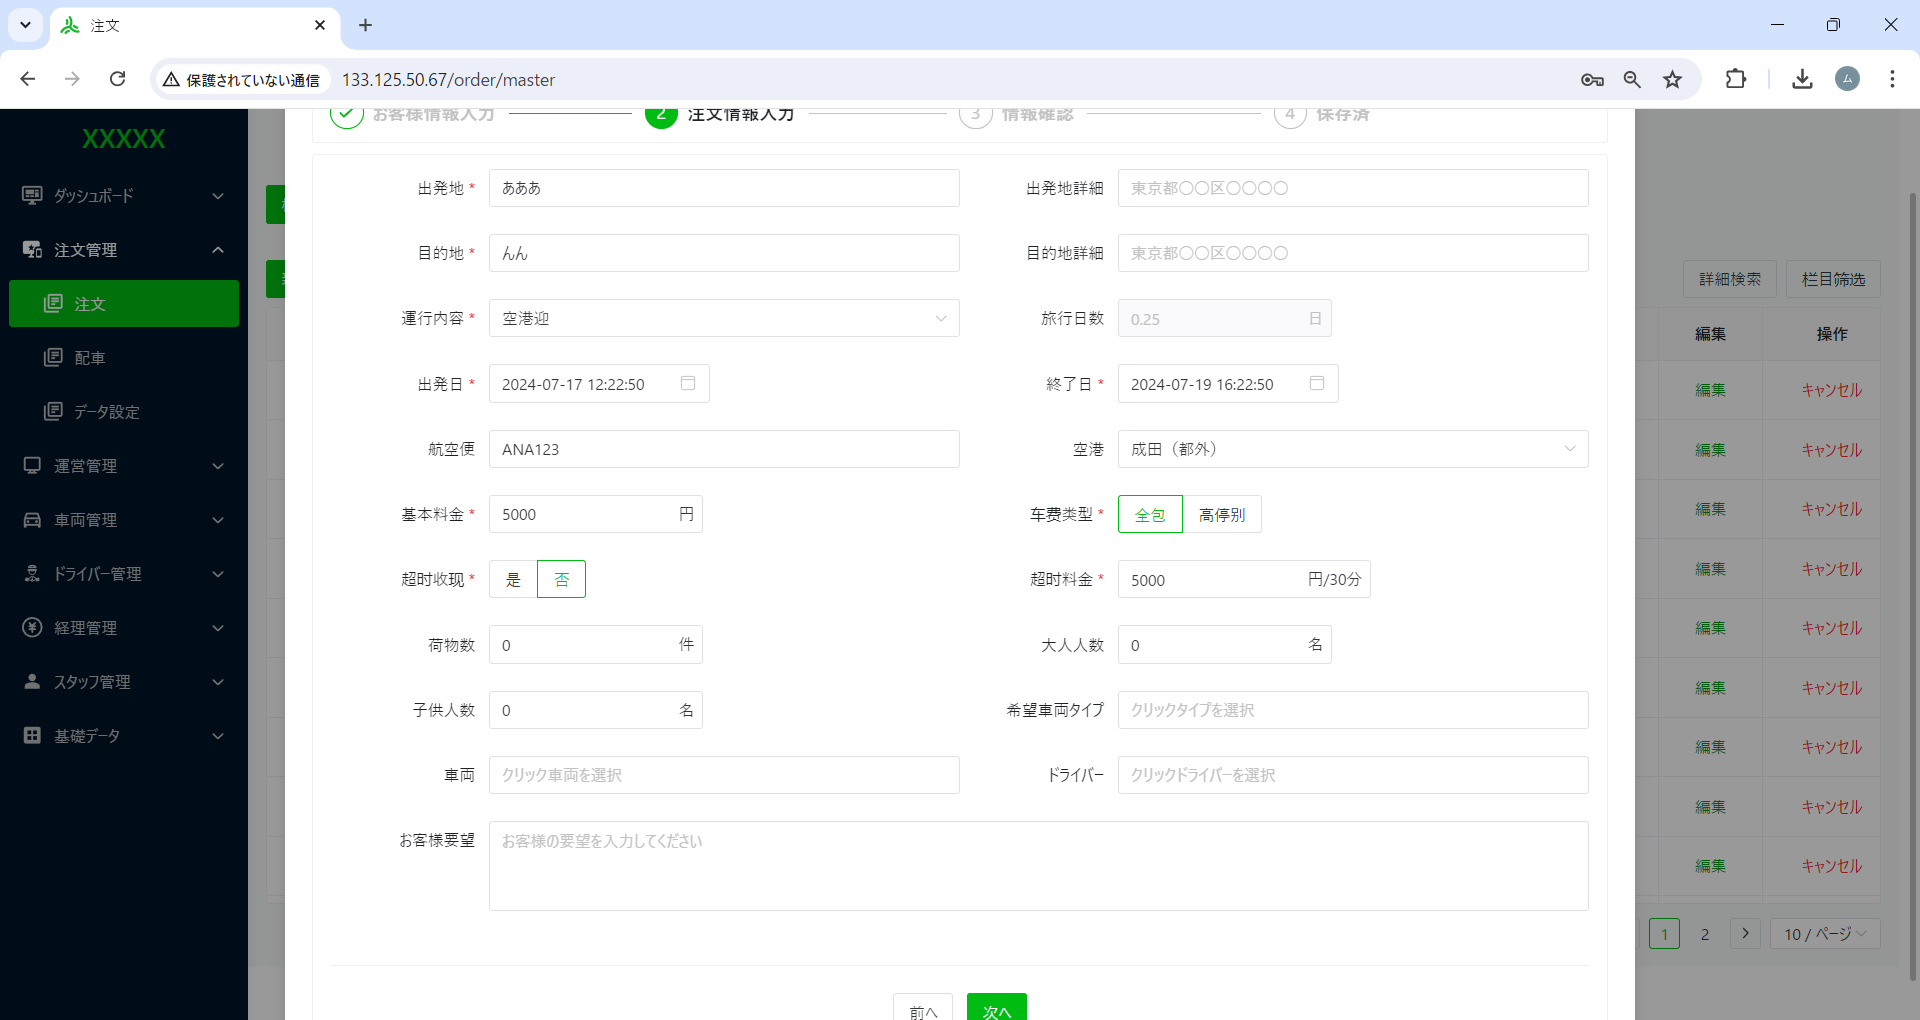 注文
保護されていない通信 133.125.50.67/order/master
ム
XXXXX
ダッシュボード
注文管理
注文
配車
データ設定
運営管理
車両管理
ドライバー管理
経理管理
スタッフ管理
基礎データ
お客様情報入力 2 注文情報入力 3 情報確認 4 保存済
出発地 * あああ 出発地詳細 東京都〇〇区〇〇〇〇
目的地 * んん 目的地詳細 東京都〇〇区〇〇〇〇
運行内容 * 空港迎 旅行日数 0.25 日
出発日 * 2024-07-17 12:22:50 終了日 * 2024-07-19 16:22:50
航空便 ANA123 空港 成田（都外）
基本料金 * 5000 円 车费类型 * 全包 高停别
超时收现 * 是 否 超时料金 * 5000 円/30分
荷物数 0 件 大人人数 0 名
子供人数 0 名 希望車両タイプ クリックタイプを選択
車両 クリック車両を選択 ドライバー クリックドライバーを選択
お客様要望 お客様の要望を入力してください
前へ 次へ
詳細検索 栏目筛选
編集 操作
編集 キャンセル
編集 キャンセル
編集 キャンセル
編集 キャンセル
編集 キャンセル
編集 キャンセル
編集 キャンセル
編集 キャンセル
編集 キャンセル
1 2 10 / ページ